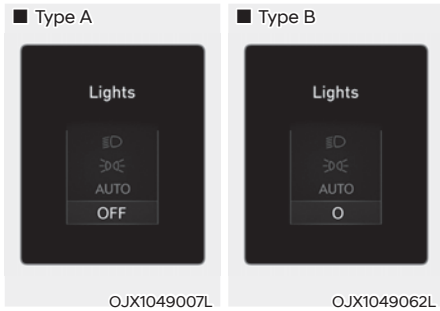 ■ Type A
Lights
AUTO
OFF
OJX1049007L
■ Type B
Lights
AUTO
O
OJX1049062L